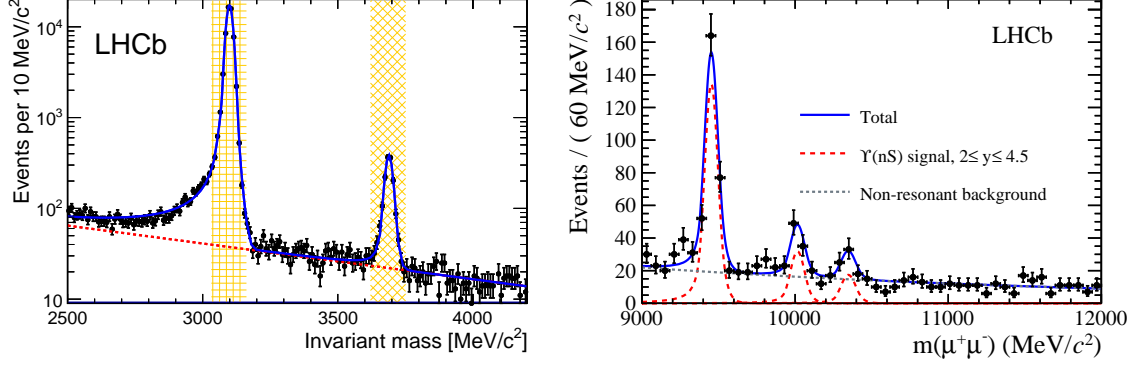 LHCb
Events per 10 MeV/c²
10⁴
10³
10²
10
2500
3000
3500
4000
Invariant mass [MeV/c²]
LHCb
Events / ( 60 MeV/c² )
180
160
140
120
100
80
60
40
20
0
Total
ϒ(nS) signal, 2≤ y≤ 4.5
Non-resonant background
9000
10000
11000
12000
m(μ⁺μ⁻) (MeV/c²)